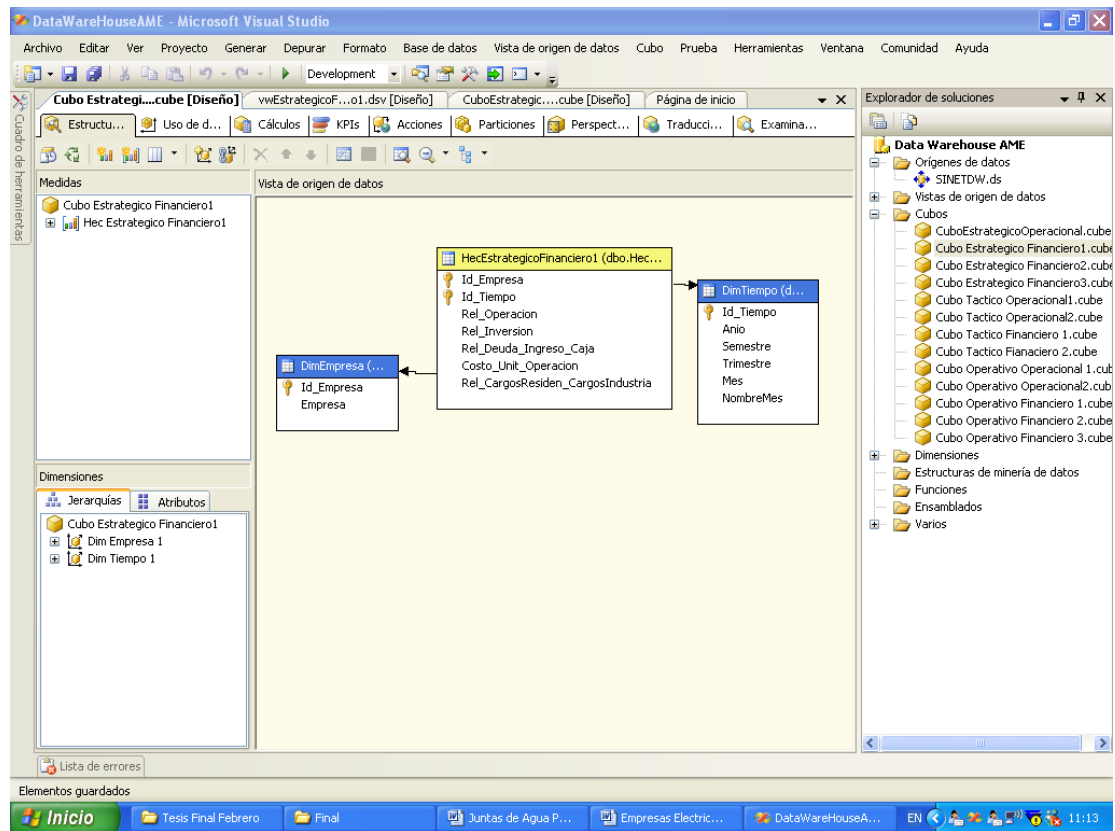 DataWareHouseAME - Microsoft Visual Studio
Archivo Editar Ver Proyecto Generar Depurar Formato Base de datos Vista de origen de datos Cubo Prueba Herramientas Ventana Comunidad Ayuda
Development
Cubo Estrategi....cube [Diseño] vwEstrategicoF...o1.dsv [Diseño] CuboEstrategic....cube [Diseño] Página de inicio
Estructu... Uso de d... Cálculos KPIs Acciones Particiones Perspect... Traducci... Examina...
Cuadro de herramientas
Medidas
Cubo Estrategico Financiero1
Hec Estrategico Financiero1
Vista de origen de datos
HecEstrategicoFinanciero1 (dbo.Hec...
Id_Empresa
Id_Tiempo
Rel_Operacion
Rel_Inversion
Rel_Deuda_Ingreso_Caja
Costo_Unit_Operacion
Rel_CargosResiden_CargosIndustria
DimTiempo (d...
Id_Tiempo
Anio
Semestre
Trimestre
Mes
NombreMes
DimEmpresa (...
Id_Empresa
Empresa
Dimensiones
Jerarquías Atributos
Cubo Estrategico Financiero1
Dim Empresa 1
Dim Tiempo 1
Explorador de soluciones
Data Warehouse AME
Orígenes de datos
SINETDW.ds
Vistas de origen de datos
Cubos
CuboEstrategicoOperacional.cube
Cubo Estrategico Financiero1.cube
Cubo Estrategico Financiero2.cube
Cubo Estrategico Financiero3.cube
Cubo Tactico Operacional1.cube
Cubo Tactico Operacional2.cube
Cubo Tactico Financiero 1.cube
Cubo Tactico Fianaciero 2.cube
Cubo Operativo Operacional 1.cub
Cubo Operativo Operacional2.cub
Cubo Operativo Financiero 1.cube
Cubo Operativo Financiero 2.cube
Cubo Operativo Financiero 3.cube
Dimensiones
Estructuras de minería de datos
Funciones
Ensamblados
Varios
Lista de errores
Elementos guardados
Inicio Tesis Final Febrero Final Juntas de Agua P... Empresas Electric... DataWareHouseA... EN 11:13